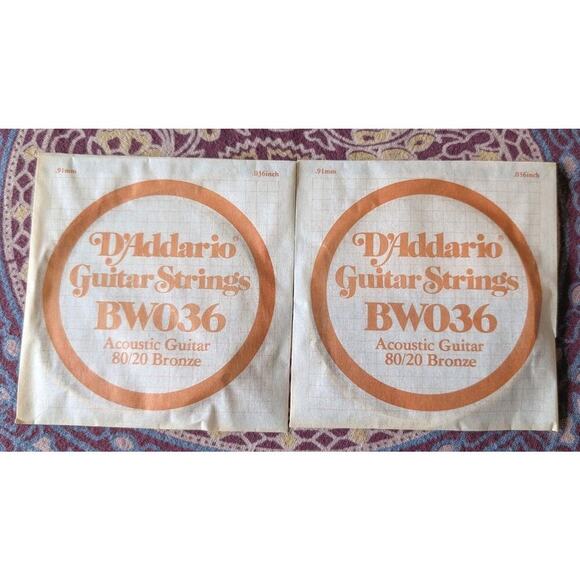 .91mm .036inch
D'Addario®
Guitar Strings
BW036
Acoustic Guitar
80/20 Bronze
.91mm .036inch
D'Addario®
Guitar Strings
BW036
Acoustic Guitar
80/20 Bronze